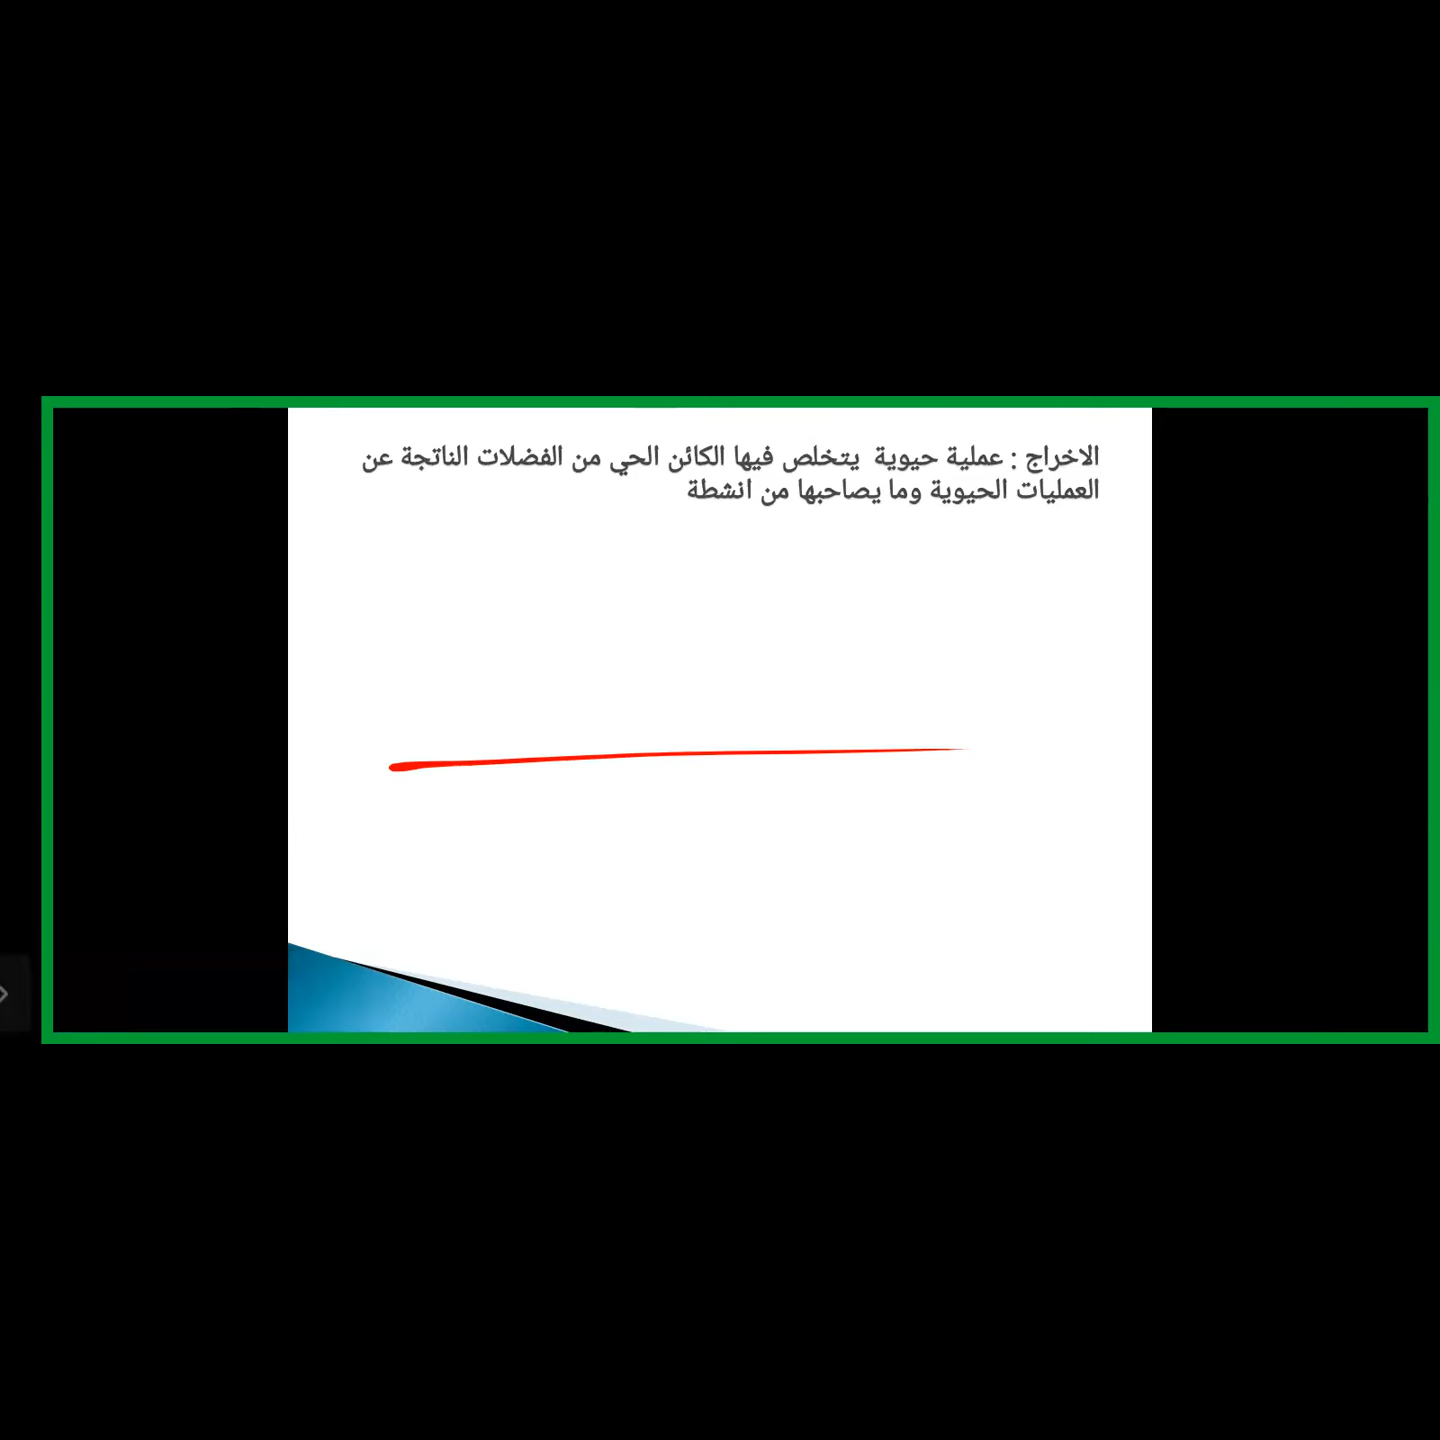 الاخراج : عملية حيوية  يتخلص فيها الكائن الحي من الفضلات الناتجة عن
العمليات الحيوية وما يصاحبها من انشطة